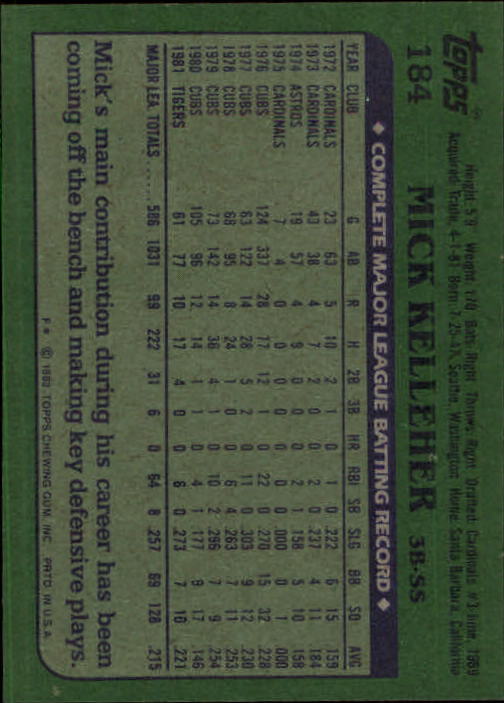 topps
184 MICK KELLEHER 3B-SS
Height: 5'9 Weight: 170 Bats: Right Throws: Right Drafted: Cardinals #3-June, 1969
Acquired: Trade 4-1-81 Born: 7-25-47, Seattle, Washington Home: Santa Barbara, California
◆ COMPLETE MAJOR LEAGUE BATTING RECORD ◆
YEAR CLUB G AB R H 2B 3B HR RBI SB SLG BB SO AVG
1972 CARDINALS 23 63 5 10 2 1 0 1 0 .222 6 15 .159
1973 CARDINALS 43 38 4 7 2 0 0 2 0 .237 4 11 .184
1974 ASTROS 19 57 4 9 0 0 0 2 1 .158 5 10 .158
1975 CARDINALS 7 4 0 0 0 0 0 0 0 .000 0 1 .000
1976 CUBS 124 337 28 77 12 1 0 22 0 .270 15 32 .228
1977 CUBS 63 122 14 28 5 2 0 11 0 .303 9 12 .230
1978 CUBS 68 95 8 24 1 0 0 6 4 .263 7 11 .253
1979 CUBS 73 142 14 36 4 1 0 10 2 .296 7 9 .254
1980 CUBS 105 96 12 14 1 1 0 4 1 .177 9 17 .146
1981 TIGERS 61 77 10 17 4 0 0 6 0 .273 7 10 .221
MAJOR LEA. TOTALS 586 1031 99 222 31 6 0 64 8 .257 69 128 .215
Mick's main contribution during his career has been
coming off the bench and making key defensive plays.
F * © 1982 TOPPS CHEWING GUM, INC. PRTD. IN U.S.A.